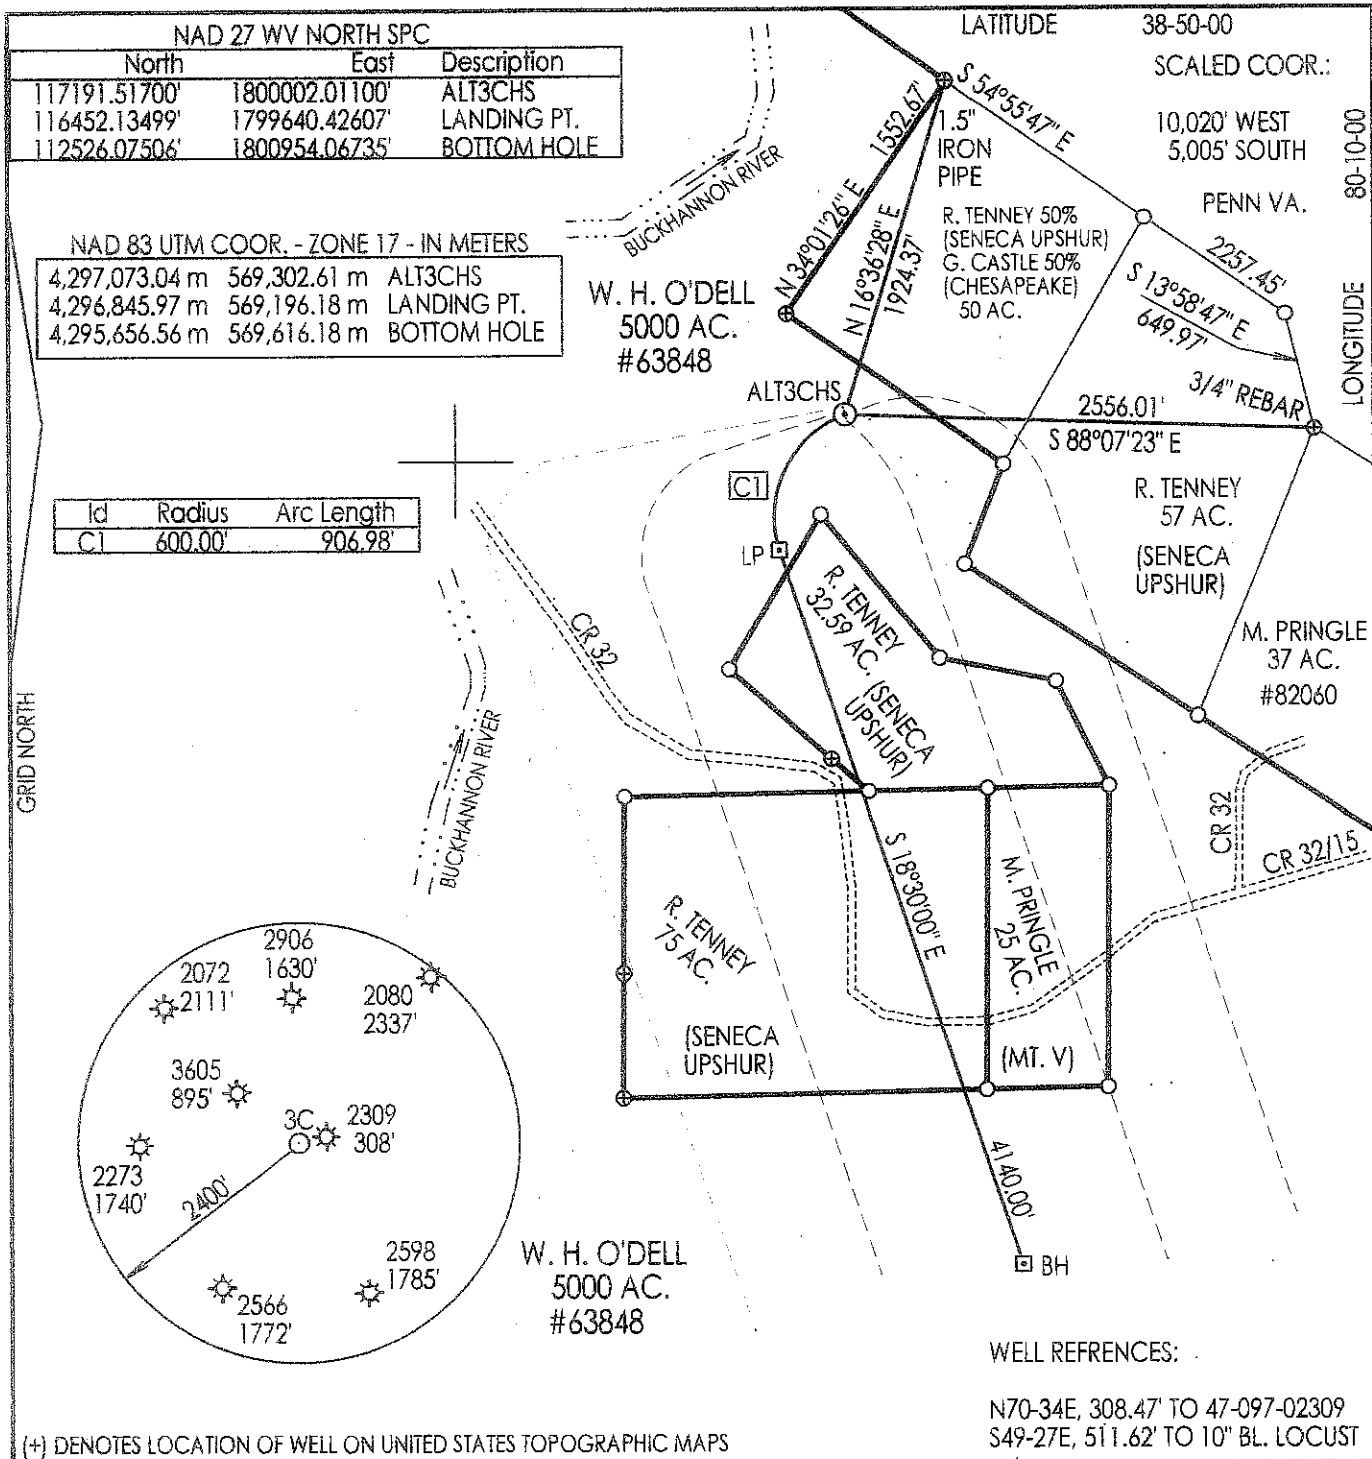 NAD 27 WV NORTH SPC
North East Description
117191.51700' 1800002.01100' ALT3CHS
116452.13499' 1799640.42607' LANDING PT.
112526.07506' 1800954.06735' BOTTOM HOLE
NAD 83 UTM COOR. - ZONE 17 - IN METERS
4,297,073.04 m 569,302.61 m ALT3CHS
4,296,845.97 m 569,196.18 m LANDING PT.
4,295,656.56 m 569,616.18 m BOTTOM HOLE
Id Radius Arc Length
C1 600.00' 906.98'
LATITUDE 38-50-00
SCALED COOR.:
10,020' WEST
5,005' SOUTH
LONGITUDE 80-10-00
PENN VA.
S 54°55'47" E
2257.45'
1.5"
IRON
PIPE
R. TENNEY 50%
(SENECA UPSHUR)
G. CASTLE 50%
(CHESAPEAKE)
50 AC.
1552.67'
N 34°01'26" E
N 16°36'28" E
1924.37'
S 13°58'47" E
649.97'
3/4" REBAR
BUCKHANNON RIVER
W. H. O'DELL
5000 AC.
#63848
ALT3CHS
2556.01'
S 88°07'23" E
C1
LP
R. TENNEY
57 AC.
(SENECA
UPSHUR)
M. PRINGLE
37 AC.
#82060
R. TENNEY
32.59 AC.
(SENECA
UPSHUR)
CR 32
BUCKHANNON RIVER
GRID NORTH
CR 32
CR 32/15
S 18°30'00" E
4140.00'
R. TENNEY
75 AC.
(SENECA
UPSHUR)
M. PRINGLE
25 AC.
(MT. V)
BH
2906
1630'
2072
2111'
2080
2337'
3605
895'
3C
2309
308'
2273
1740'
2400'
2598
1785'
2566
1772'
W. H. O'DELL
5000 AC.
#63848
WELL REFRENCES:
N70-34E, 308.47' TO 47-097-02309
S49-27E, 511.62' TO 10" BL. LOCUST
(+) DENOTES LOCATION OF WELL ON UNITED STATES TOPOGRAPHIC MAPS